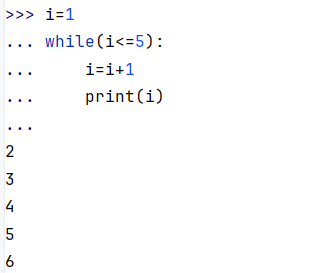 >>> i=1
... while(i<=5):
...     i=i+1
...     print(i)
...
2
3
4
5
6